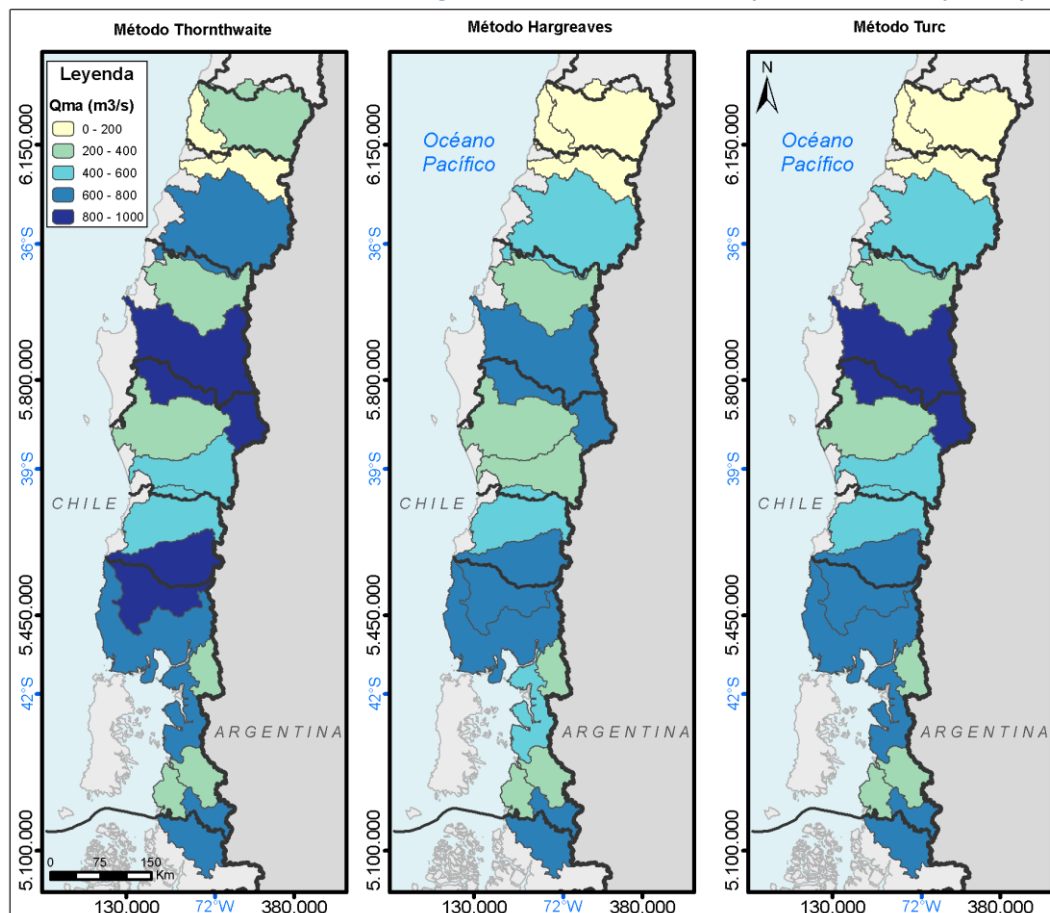 Método Thornthwaite
Método Hargreaves
Método Turc
Leyenda
Qma (m3/s)
0 - 200
200 - 400
400 - 600
600 - 800
800 - 1000
Océano
Pacífico
Océano
Pacífico
N
6.150.000
36°S
5.800.000
39°S
5.450.000
42°S
5.100.000
6.150.000
36°S
5.800.000
39°S
5.450.000
42°S
5.100.000
6.150.000
36°S
5.800.000
39°S
5.450.000
42°S
5.100.000
CHILE
CHILE
CHILE
ARGENTINA
ARGENTINA
ARGENTINA
0 75 150
Km
130.000 72°W 380.000
130.000 72°W 380.000
130.000 72°W 380.000